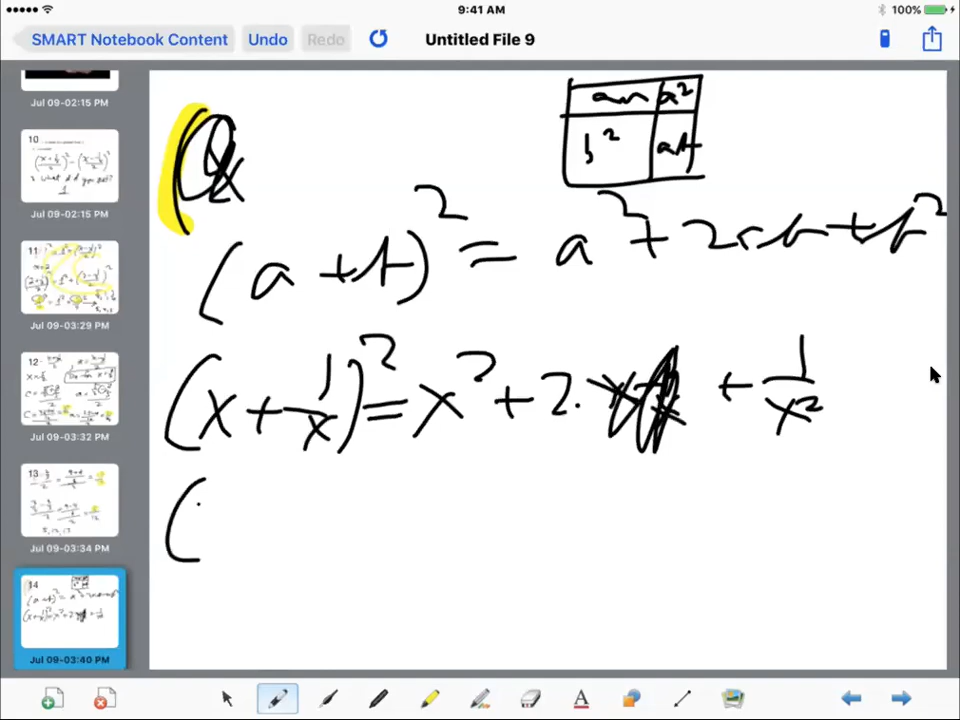 9:41 AM
100%
SMART Notebook Content
Undo
Redo
Untitled File 9
Jul 09-02:15 PM
10
Jul 09-02:15 PM
11
Jul 09-03:29 PM
12
Jul 09-03:32 PM
13
Jul 09-03:34 PM
14
Jul 09-03:40 PM
a²
b²
(a+b)² = a² + 2ab + b²
(x + 1/x)² = x² + 2· + 1/x²
(
A